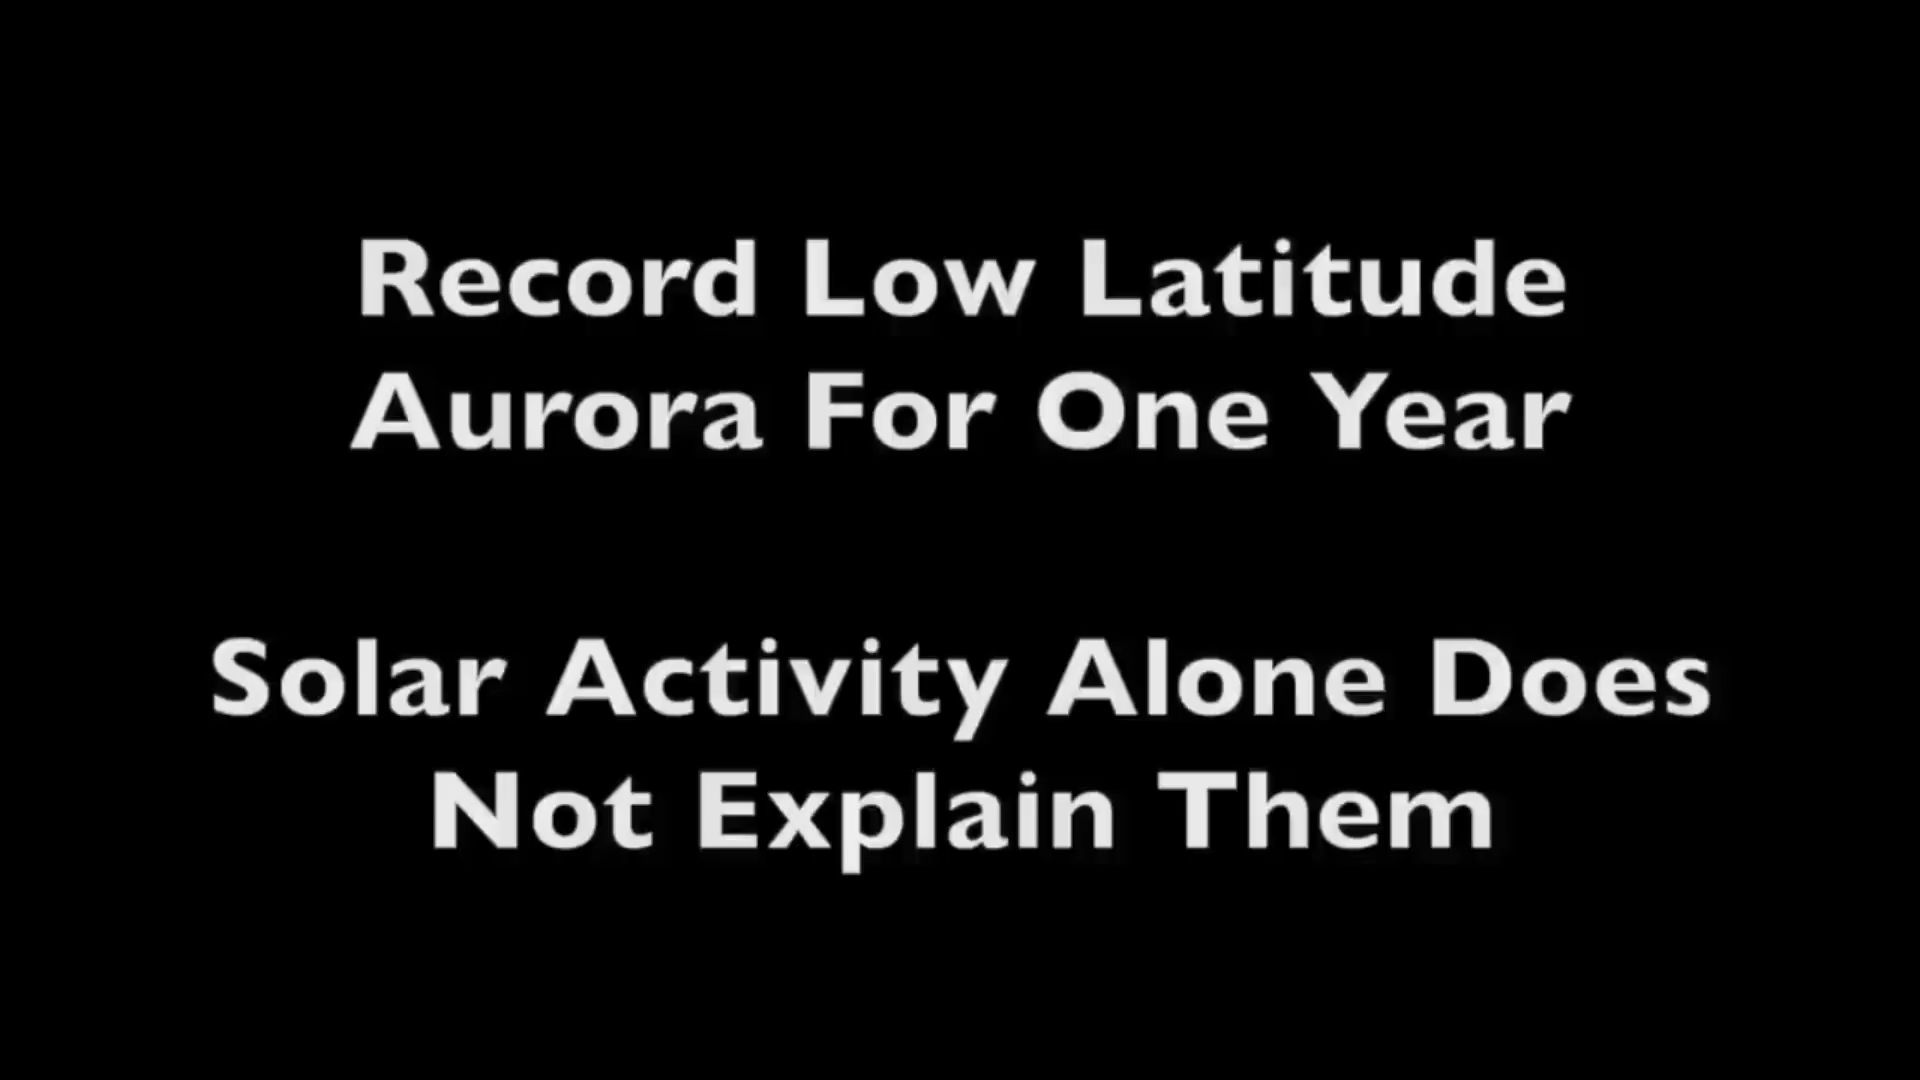 Record Low Latitude
Aurora For One Year
Solar Activity Alone Does
Not Explain Them